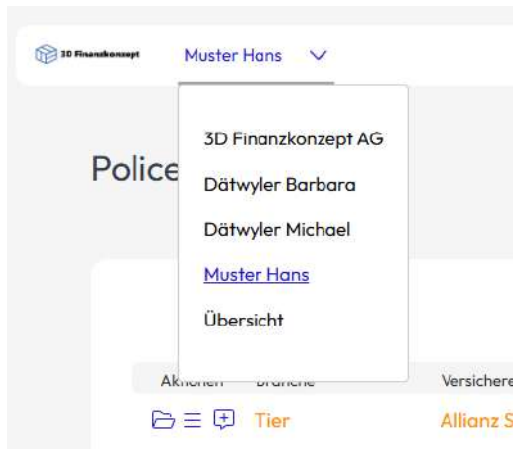 3D Finanzkonzept
Muster Hans
3D Finanzkonzept AG
Police
Dätwyler Barbara
Dätwyler Michael
Muster Hans
Übersicht
Aktionen Branche Versichere
Tier Allianz S